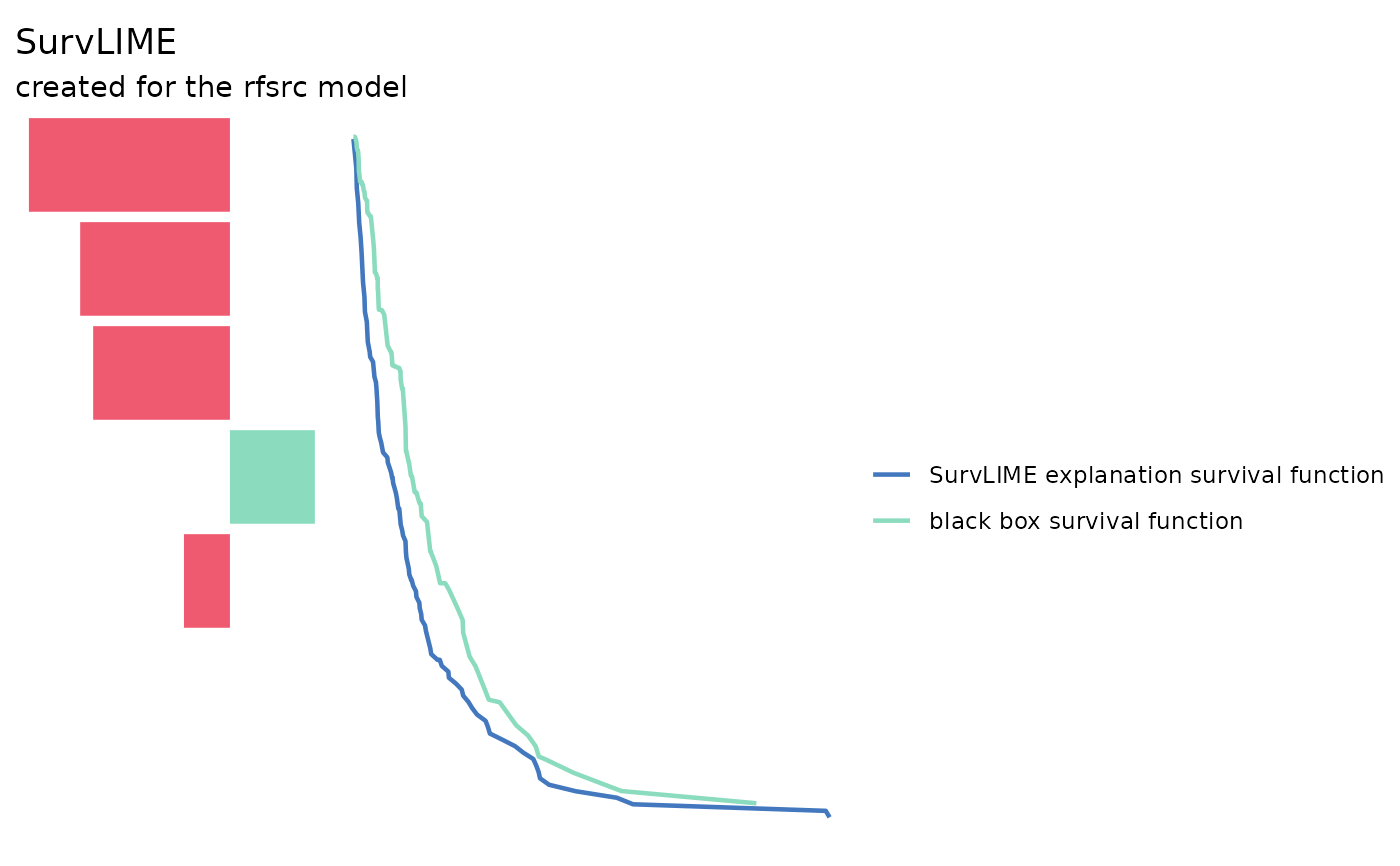 SurvLIME
created for the rfsrc model
SurvLIME explanation survival function
black box survival function